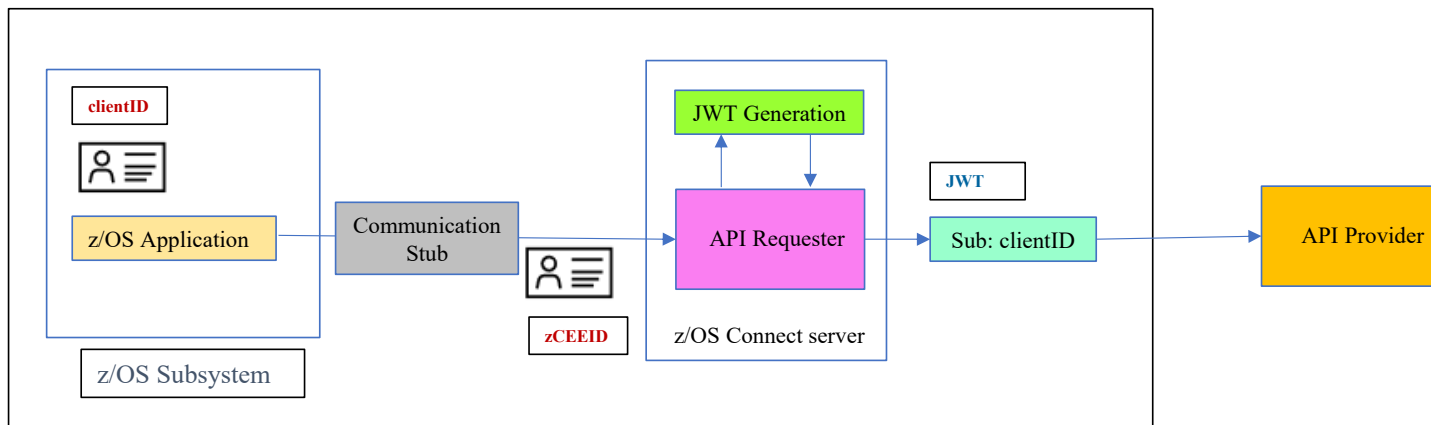 clientID
z/OS Application
z/OS Subsystem
Communication
Stub
zCEEID
JWT Generation
API Requester
z/OS Connect server
JWT
Sub: clientID
API Provider